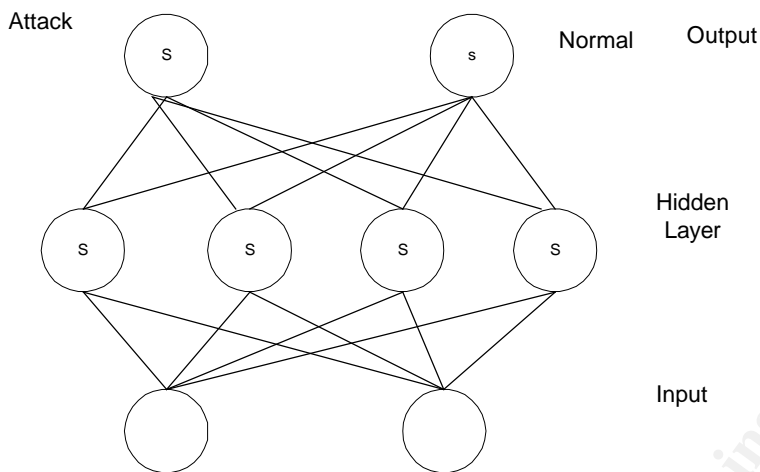 Attack
Normal
Output
S
s
Hidden
Layer
S
S
S
S
Input